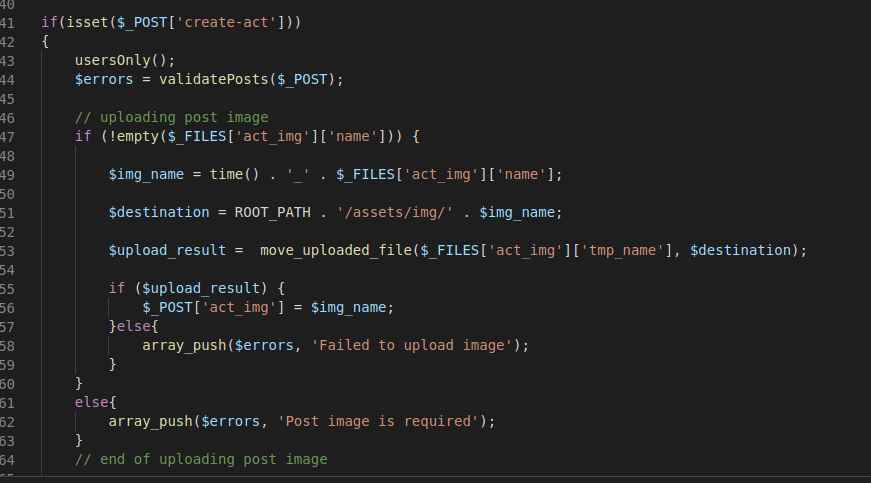 40
41 if(isset($_POST['create-act']))
42 {
43 usersOnly();
44 $errors = validatePosts($_POST);
45
46 // uploading post image
47 if (!empty($_FILES['act_img']['name'])) {
48
49 $img_name = time() . '_' . $_FILES['act_img']['name'];
50
51 $destination = ROOT_PATH . '/assets/img/' . $img_name;
52
53 $upload_result =  move_uploaded_file($_FILES['act_img']['tmp_name'], $destination);
54
55 if ($upload_result) {
56 $_POST['act_img'] = $img_name;
57 }else{
58 array_push($errors, 'Failed to upload image');
59 }
60 }
61 else{
62 array_push($errors, 'Post image is required');
63 }
64 // end of uploading post image